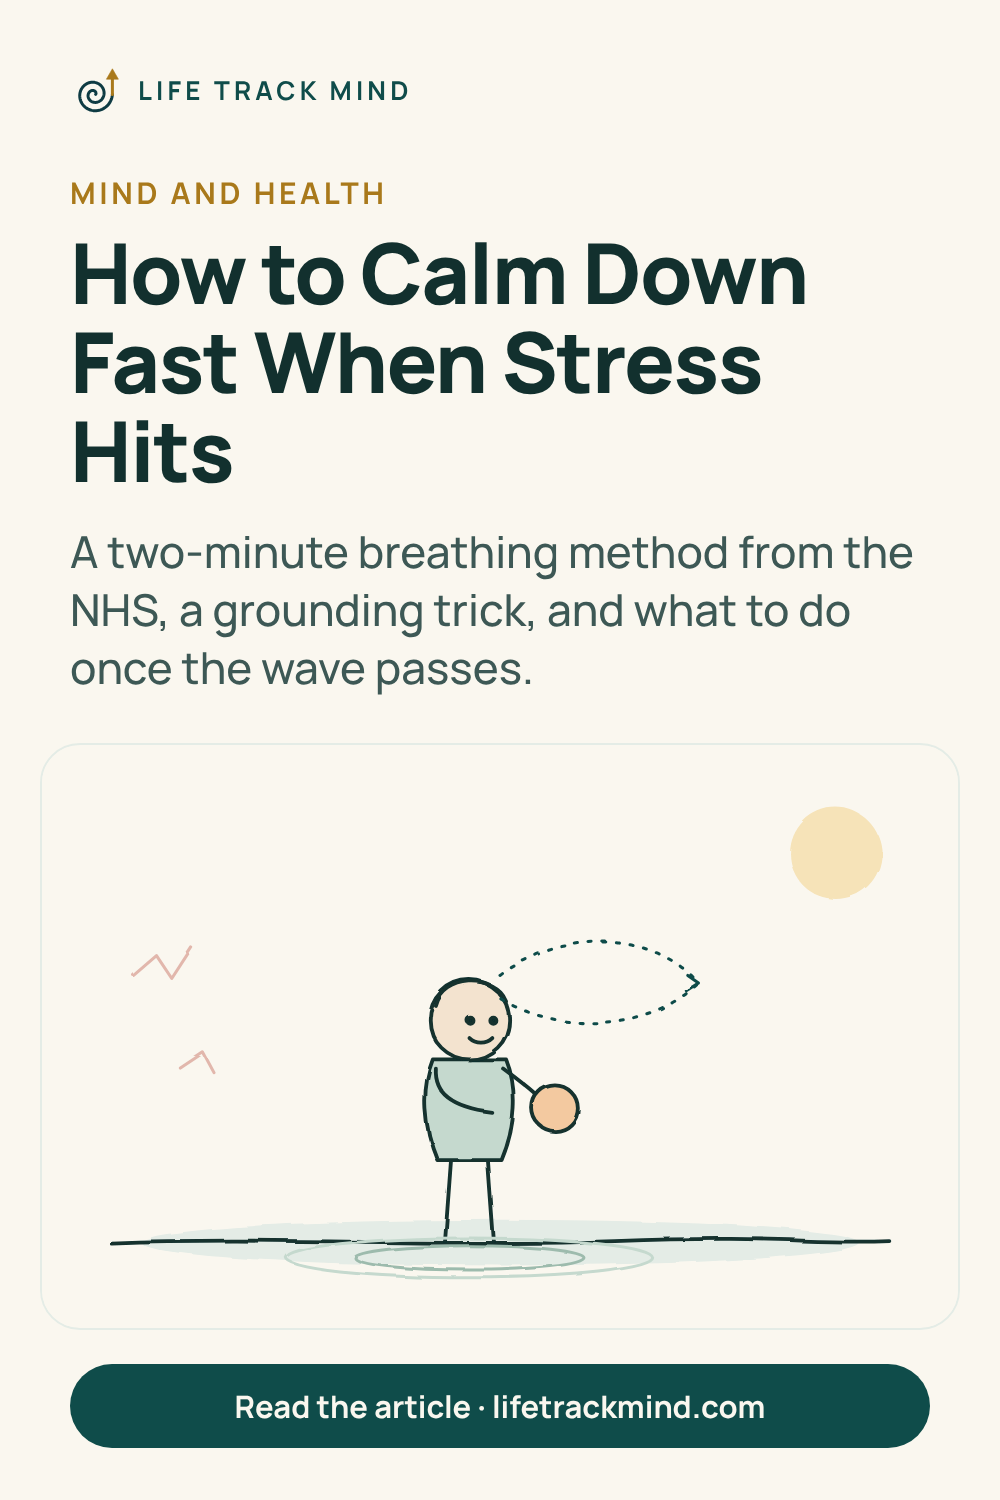 LIFE TRACK MIND
MIND AND HEALTH
How to Calm Down
Fast When Stress
Hits
A two-minute breathing method from the
NHS, a grounding trick, and what to do
once the wave passes.
Read the article · lifetrackmind.com